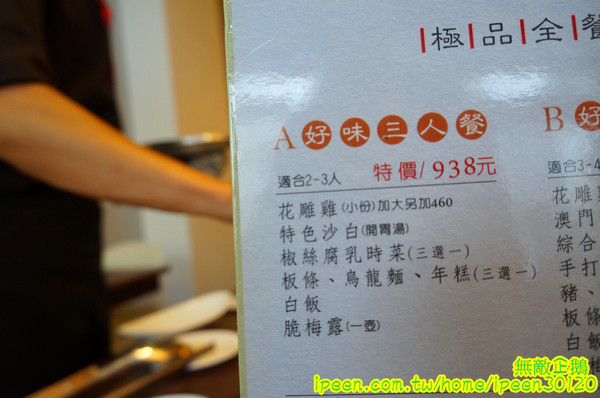 極品全餐
A 好味三人餐
適合2-3人 特價/938元
花雕雞(小份)加大另加460
特色沙白(開胃湯)
椒絲腐乳時菜(三選一)
板條、烏龍麵、年糕(三選一)
白飯
脆梅露(一壺)
B 好
適合3-4
花雕雞
澳門
綜合
手打
豬、
板條
白飯
無敵企鵝
ipeen.com.tw/home/ipeen30120